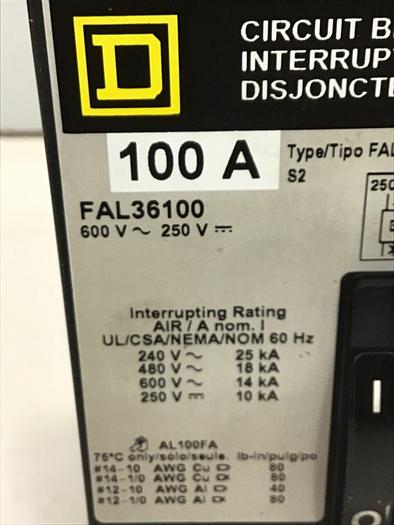 D
CIRCUIT B
INTERRUPT
DISJONCTE
100 A
Type/Tipo FAL
S2
250
FAL36100
600 V ~ 250 V ⎓
Interrupting Rating
AIR / A nom. I
UL/CSA/NEMA/NOM 60 Hz
240 V ~ 25 kA
480 V ~ 18 kA
600 V ~ 14 kA
250 V ⎓ 10 kA
I
AL100FA
75°C only/solo/seule. lb-in/pulg/po
#14-10 AWG Cu 80
#14-1/0 AWG Cu 80
#12-10 AWG Al 40
#12-1/0 AWG Al 80
O